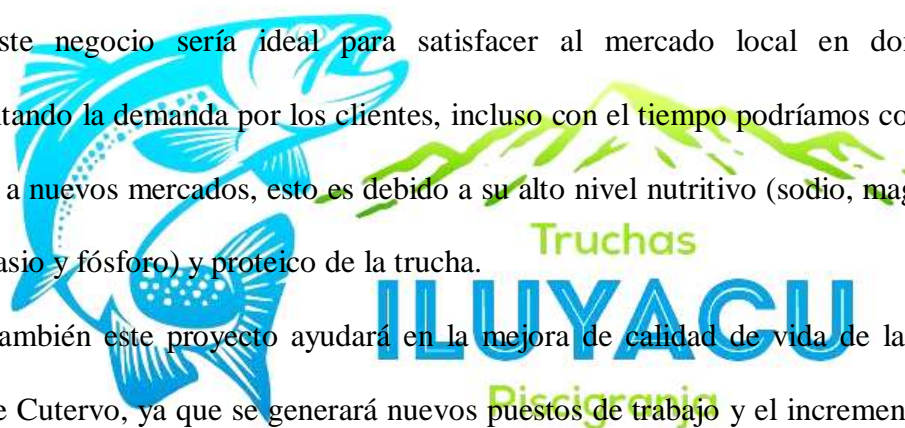 ste negocio sería ideal para satisfacer al mercado local en do
tando la demanda por los clientes, incluso con el tiempo podríamos co
a nuevos mercados, esto es debido a su alto nivel nutritivo (sodio, mag
asio y fósforo) y proteico de la trucha.
Truchas
ILUYACU
ambién este proyecto ayudará en la mejora de calidad de vida de la
e Cutervo, ya que se generará nuevos puestos de trabajo y el incremen
Piscigranja